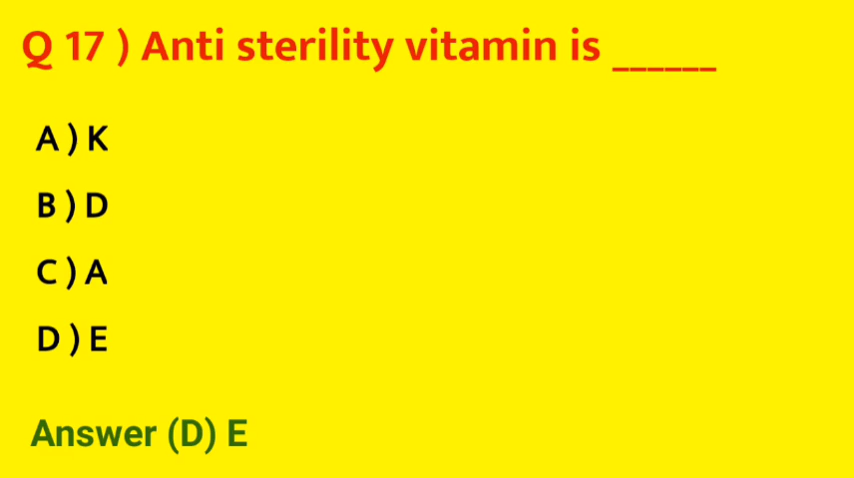 Q 17 ) Anti sterility vitamin is ______
A ) K
B ) D
C ) A
D ) E
Answer (D) E